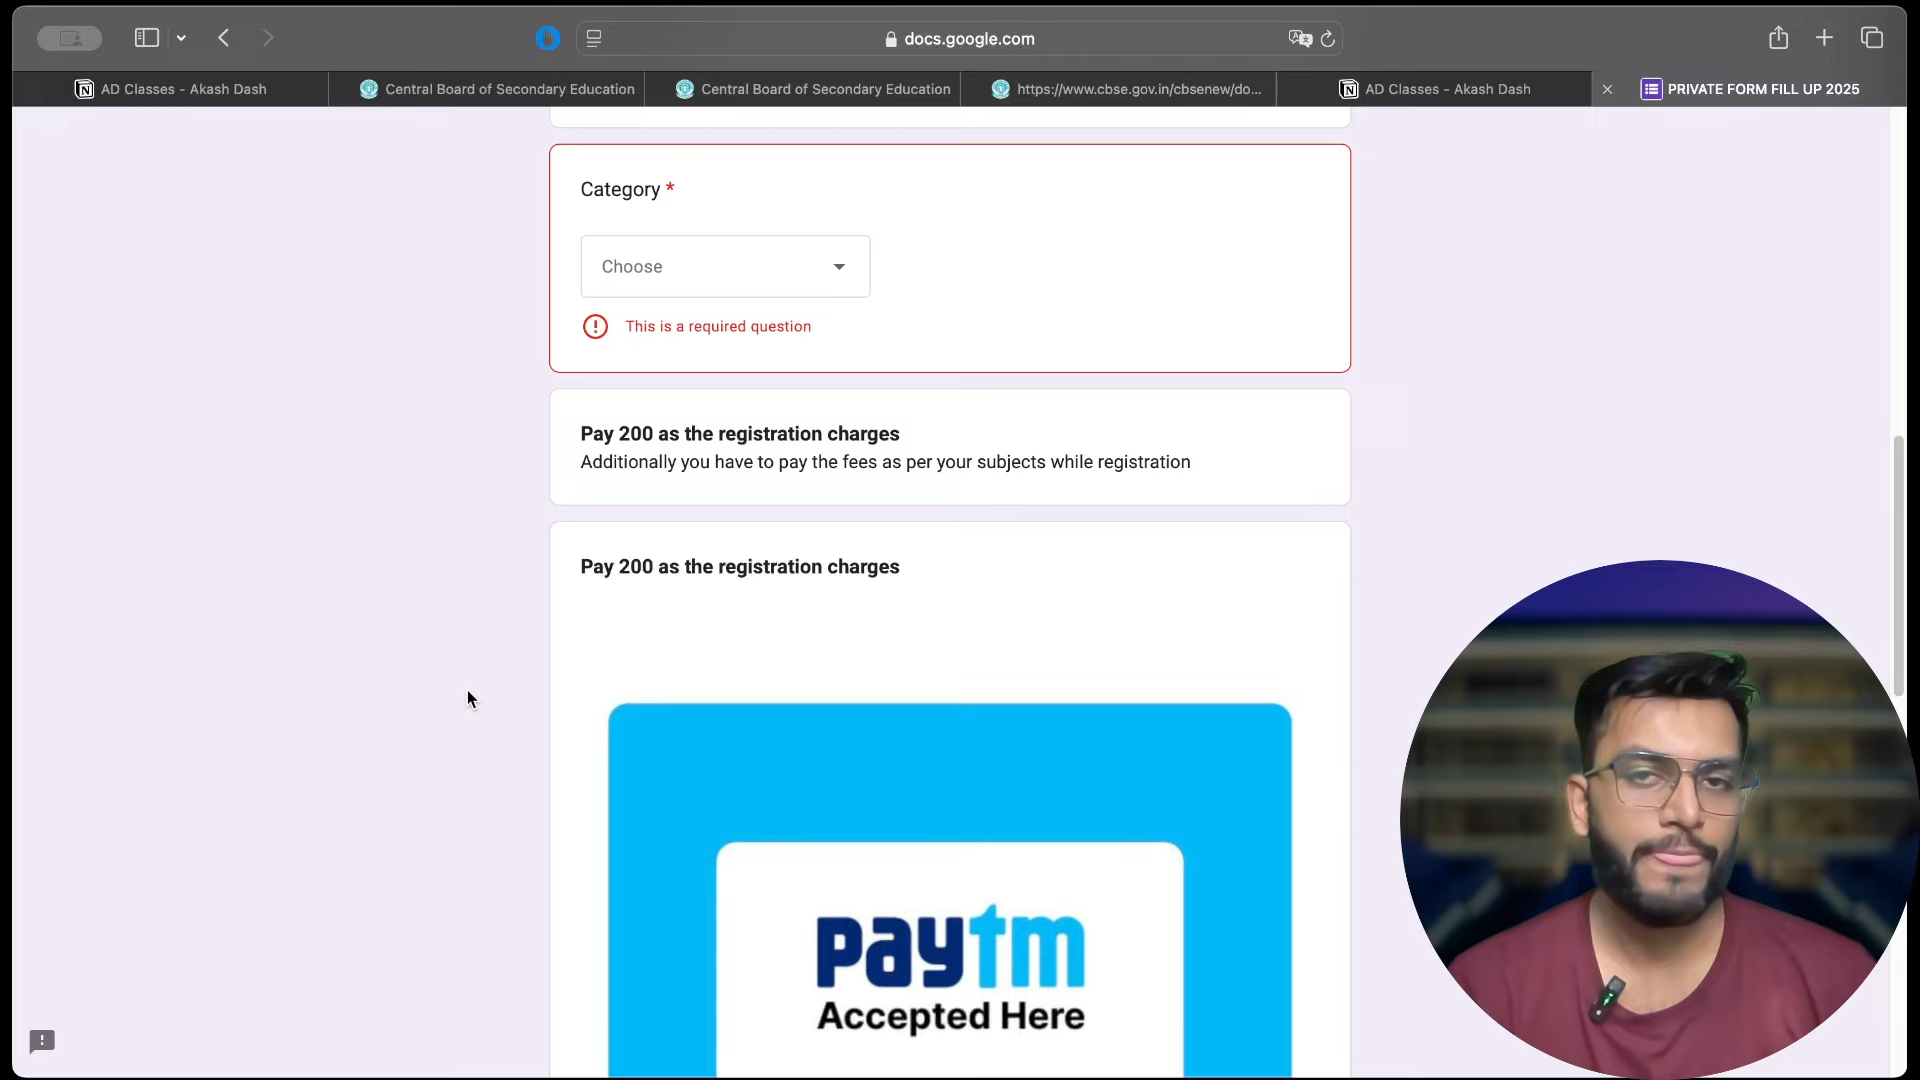 docs.google.com
AD Classes - Akash Dash
Central Board of Secondary Education
Central Board of Secondary Education
https://www.cbse.gov.in/cbsenew/do...
AD Classes - Akash Dash
PRIVATE FORM FILL UP 2025
Category *
Choose
This is a required question
Pay 200 as the registration charges
Additionally you have to pay the fees as per your subjects while registration
Pay 200 as the registration charges
paytm
Accepted Here